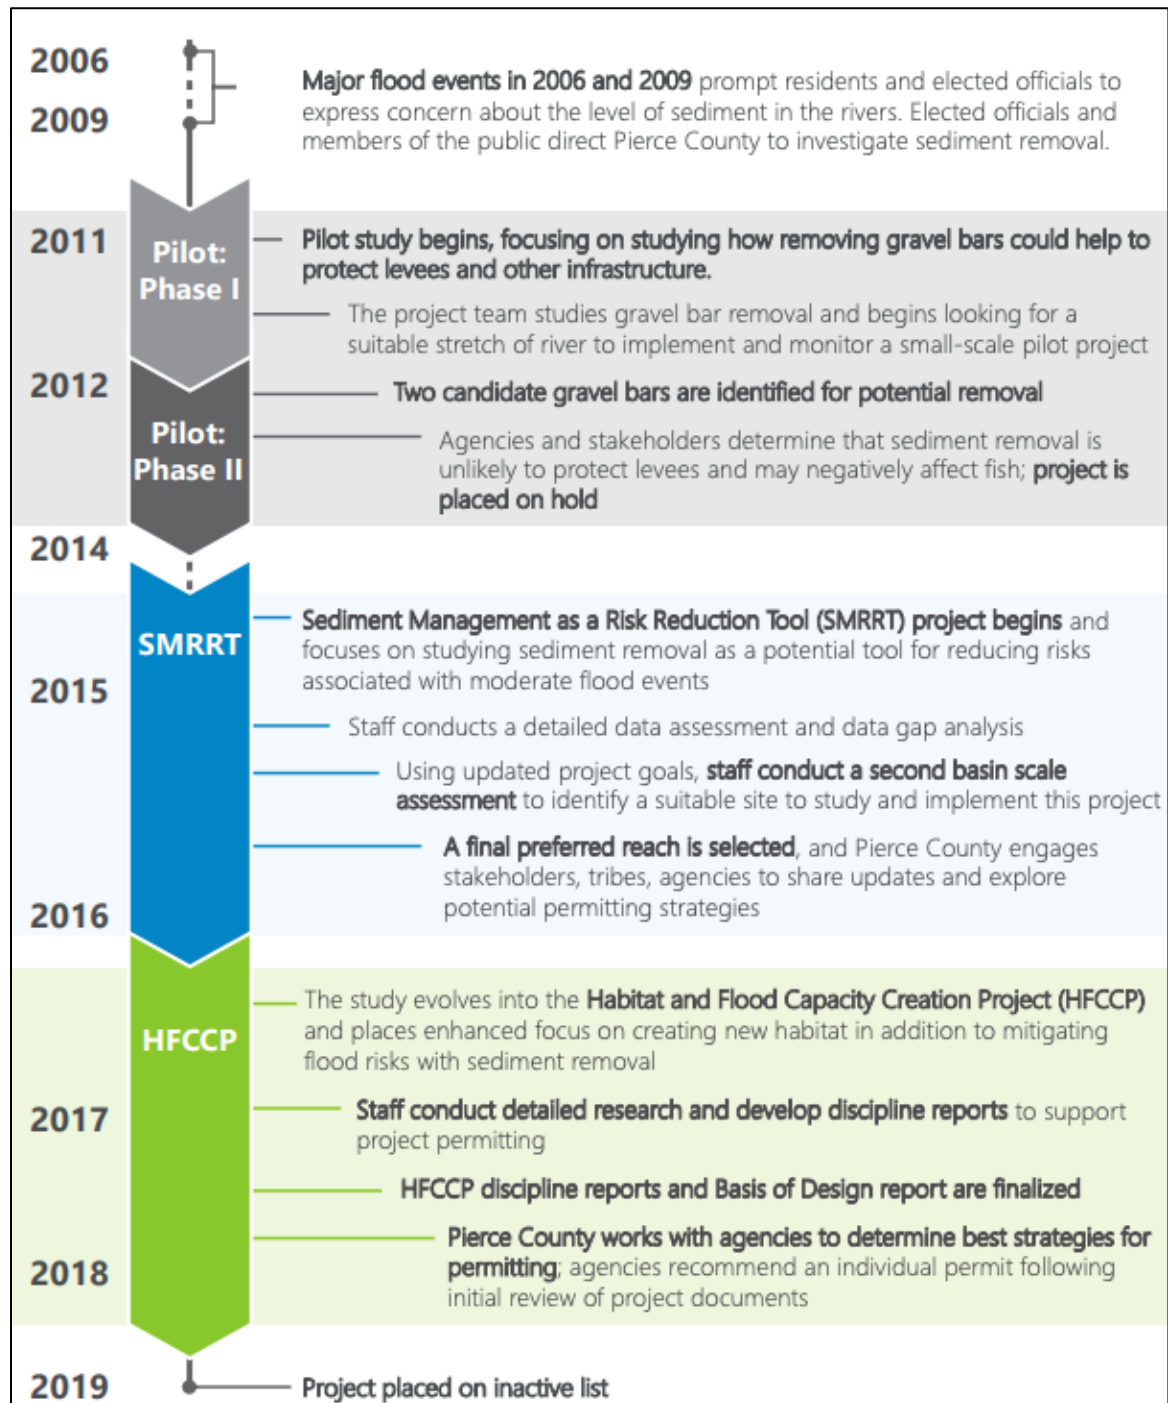 2006
2009
Major flood events in 2006 and 2009 prompt residents and elected officials to
express concern about the level of sediment in the rivers. Elected officials and
members of the public direct Pierce County to investigate sediment removal.
2011
Pilot:
Phase I
Pilot study begins, focusing on studying how removing gravel bars could help to
protect levees and other infrastructure.
The project team studies gravel bar removal and begins looking for a
suitable stretch of river to implement and monitor a small-scale pilot project
2012
Two candidate gravel bars are identified for potential removal
Pilot:
Phase II
Agencies and stakeholders determine that sediment removal is
unlikely to protect levees and may negatively affect fish; project is
placed on hold
2014
SMRRT
Sediment Management as a Risk Reduction Tool (SMRRT) project begins and
focuses on studying sediment removal as a potential tool for reducing risks
associated with moderate flood events
2015
Staff conducts a detailed data assessment and data gap analysis
Using updated project goals, staff conduct a second basin scale
assessment to identify a suitable site to study and implement this project
A final preferred reach is selected, and Pierce County engages
stakeholders, tribes, agencies to share updates and explore
potential permitting strategies
2016
HFCCP
The study evolves into the Habitat and Flood Capacity Creation Project (HFCCP)
and places enhanced focus on creating new habitat in addition to mitigating
flood risks with sediment removal
2017
Staff conduct detailed research and develop discipline reports to support
project permitting
HFCCP discipline reports and Basis of Design report are finalized
2018
Pierce County works with agencies to determine best strategies for
permitting; agencies recommend an individual permit following
initial review of project documents
2019
Project placed on inactive list